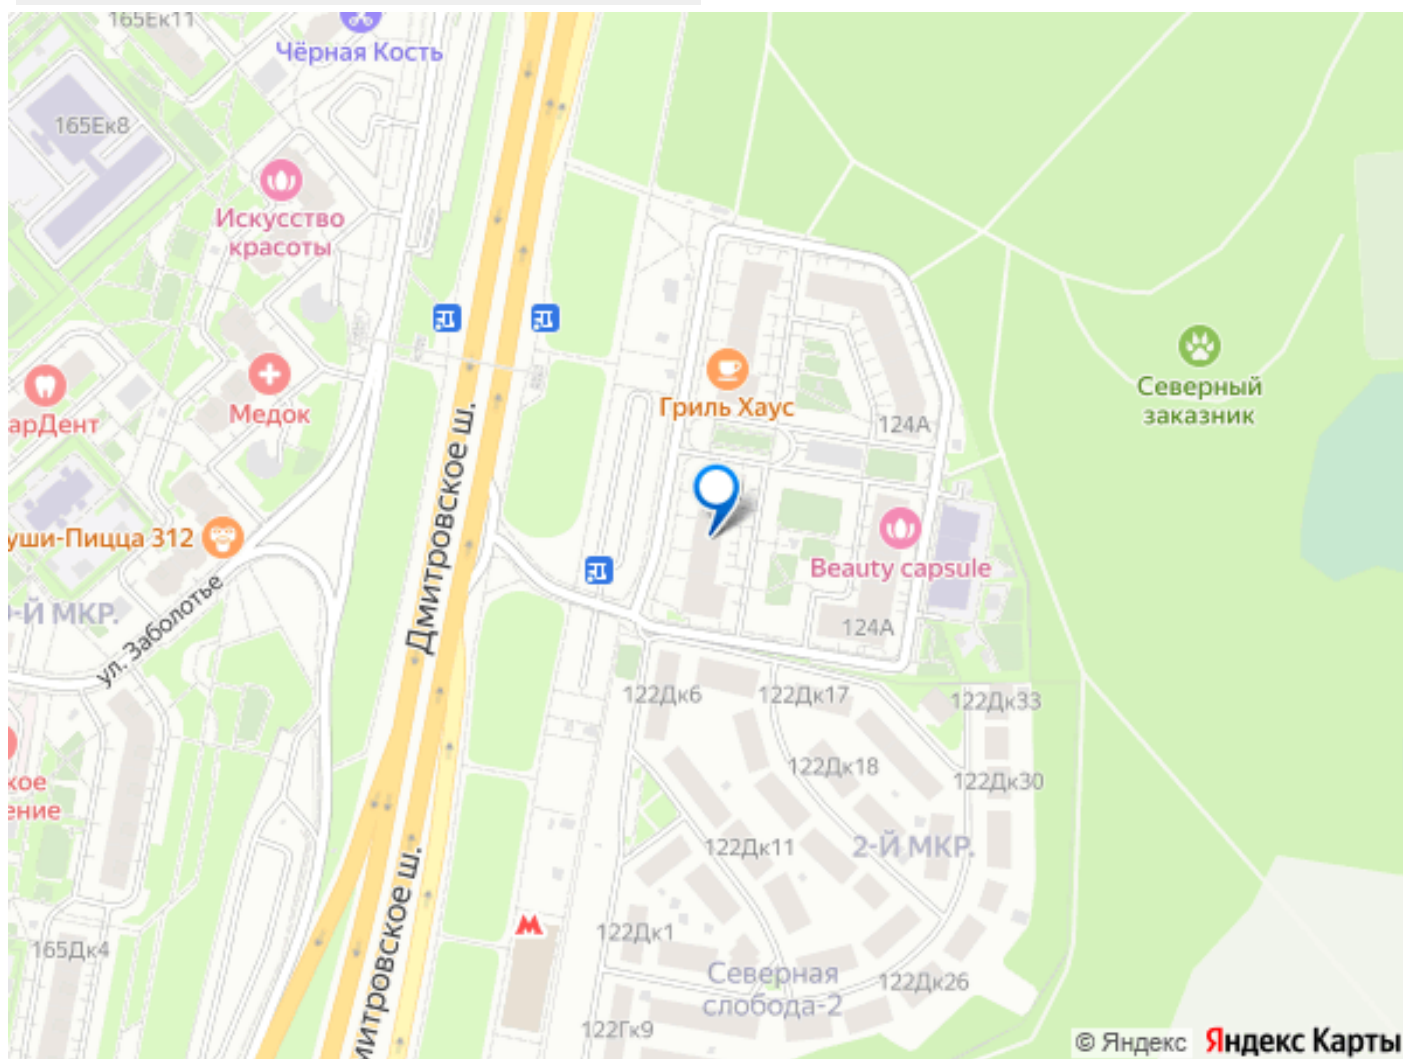 165Ек11
Чёрная Кость
165Ек8
Искусство
красоты
Медок
арДент
Гриль Хаус
124А
Северный
заказник
Дмитровское ш.
уши-Пицца 312
Beauty capsule
-Й МКР.
ул. Заболотье
124А
122Дк6
122Дк17
122Дк33
122Дк18
122Дк30
кое
ение
122Дк11
2-Й МКР.
митровское ш.
165Дк4
122Дк1
Северная
слобода-2
122Дк26
122Гк9
© Яндекс
Яндекс Карты